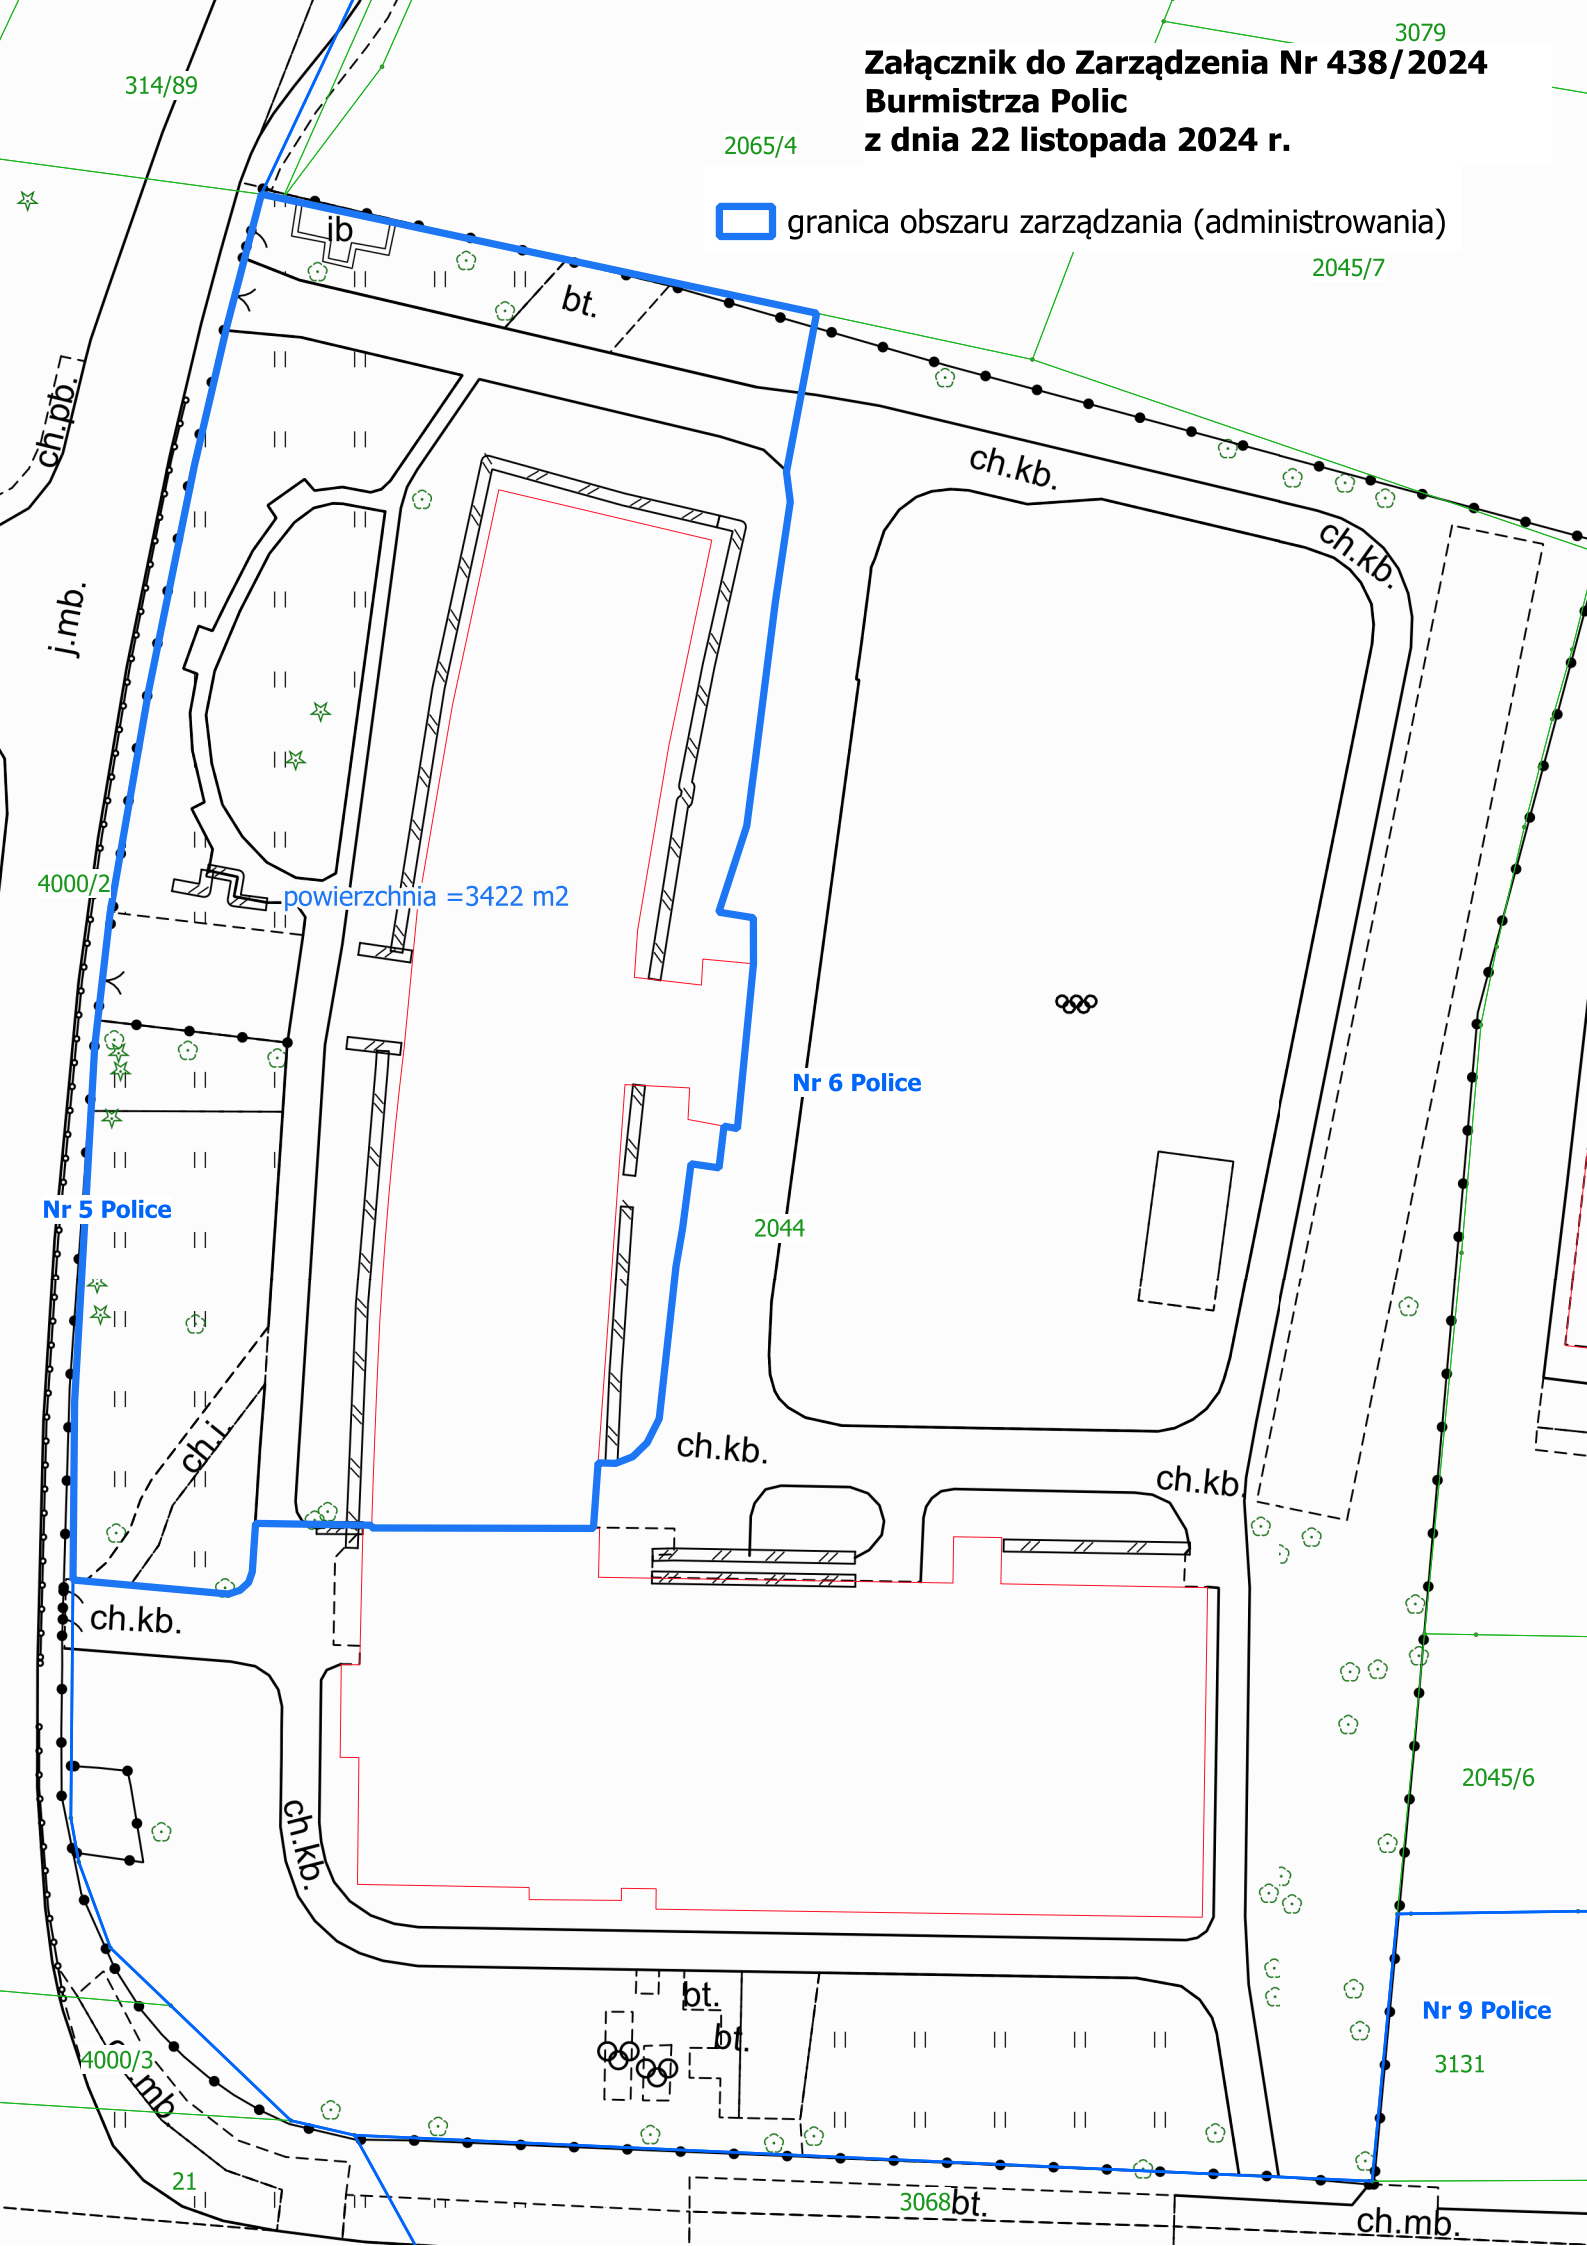 3079
Załącznik do Zarządzenia Nr 438/2024
Burmistrza Polic
z dnia 22 listopada 2024 r.
314/89
2065/4
granica obszaru zarządzania (administrowania)
ib
2045/7
bt.
ch.pb.
ch.kb.
ch.kb.
j.mb.
4000/2
powierzchnia =3422 m2
Nr 6 Police
Nr 5 Police
2044
ch.i.
ch.kb.
ch.kb.
ch.kb.
2045/6
ch.kb.
bt.
Nr 9 Police
bt.
4000/3
3131
.mb.
21
3068
bt.
ch.mb.